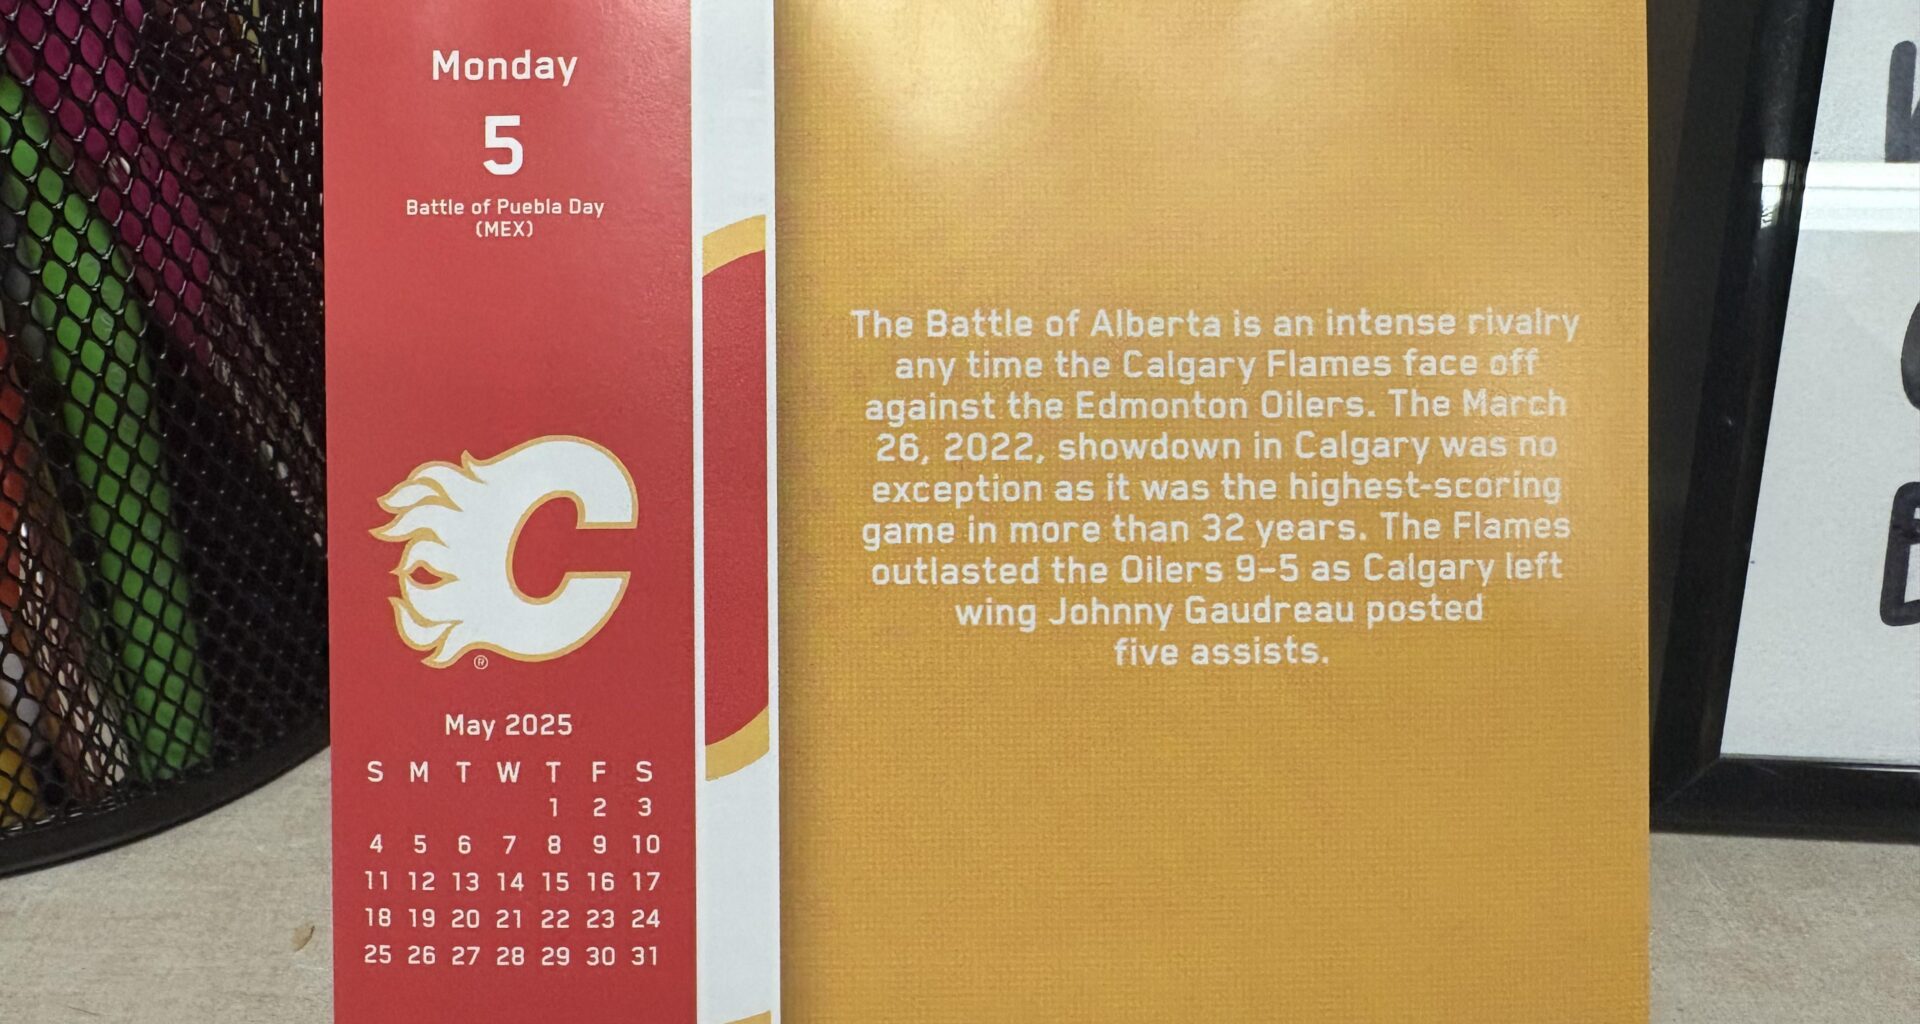 Monday
5
Battle of Puebla Day
(MEX)
C
®
May 2025
S M T W T F S
1 2 3
4 5 6 7 8 9 10
11 12 13 14 15 16 17
18 19 20 21 22 23 24
25 26 27 28 29 30 31
The Battle of Alberta is an intense rivalry
any time the Calgary Flames face off
against the Edmonton Oilers. The March
26, 2022, showdown in Calgary was no
exception as it was the highest-scoring
game in more than 32 years. The Flames
outlasted the Oilers 9-5 as Calgary left
wing Johnny Gaudreau posted
five assists.